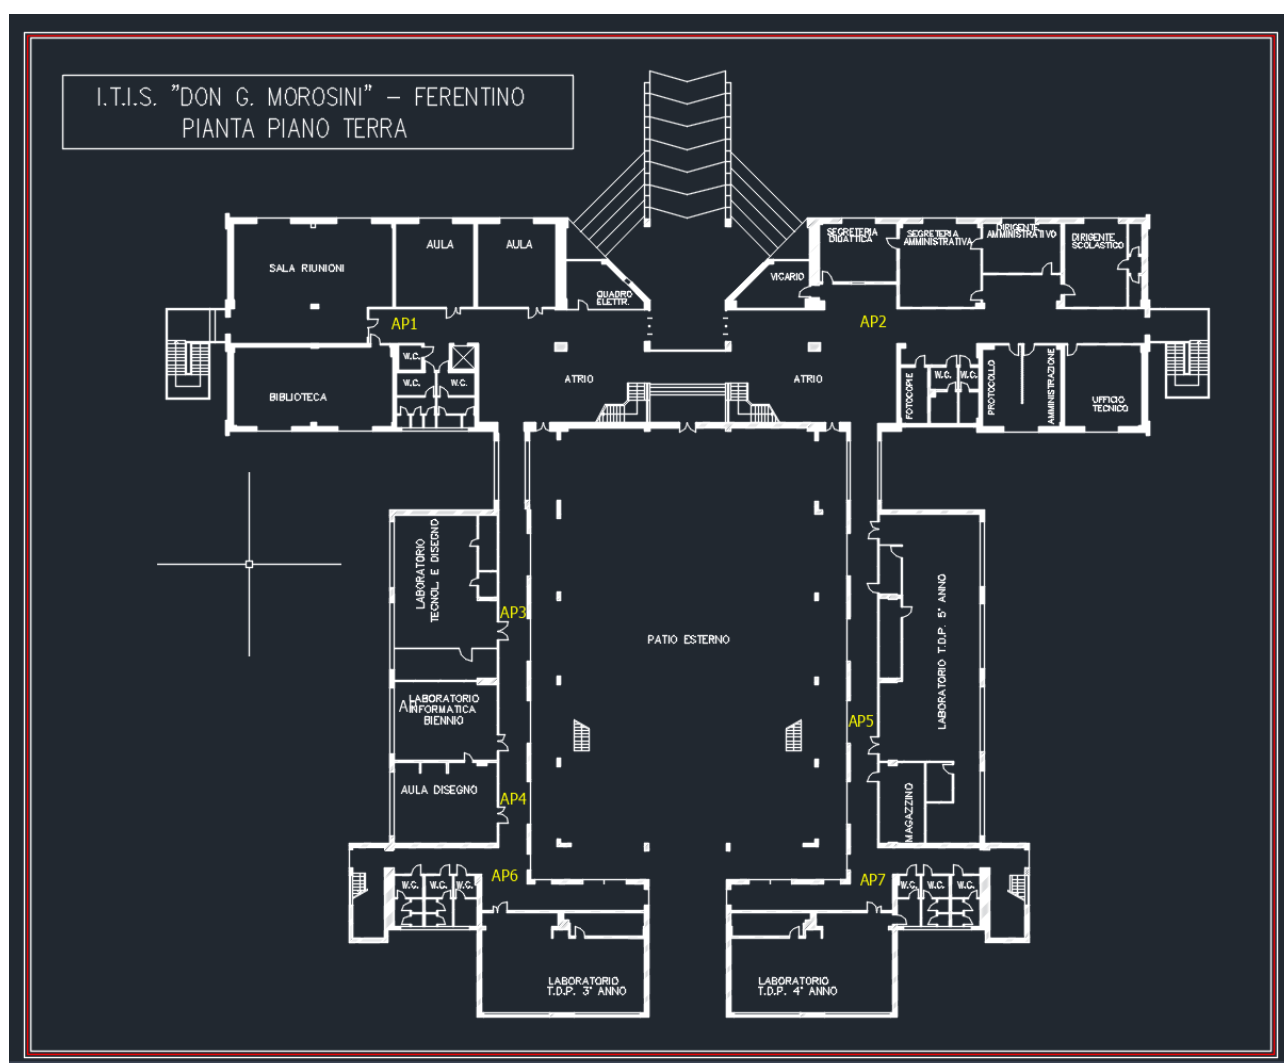 I.T.I.S. "DON G. MOROSINI" – FERENTINO
PIANTA PIANO TERRA
SALA RIUNIONI
AULA
AULA
QUADRO
ELETTR.
VICARIO
SEGRETERIA
DIDATTICA
SEGRETERIA
AMMINISTRATIVA
DIRIGENTE
AMMINISTRATIVO
DIRIGENTE
SCOLASTICO
AP1
AP2
W.C.
W.C.
W.C.
BIBLIOTECA
ATRIO
ATRIO
FOTOCOPIE
W.C.
W.C.
PROTOCOLLO
AMMINISTRAZIONE
UFFICIO
TECNICO
LABORATORIO
TECNOL. E DISEGNO
AP3
PATIO ESTERNO
LABORATORIO T.D.P. 5° ANNO
LABORATORIO
INFORMATICA
BIENNIO
AP5
AULA DISEGNO
AP4
MAGAZZINO
AP6
AP7
W.C.
W.C.
W.C.
W.C.
W.C.
W.C.
LABORATORIO
T.D.P. 3° ANNO
LABORATORIO
T.D.P. 4° ANNO